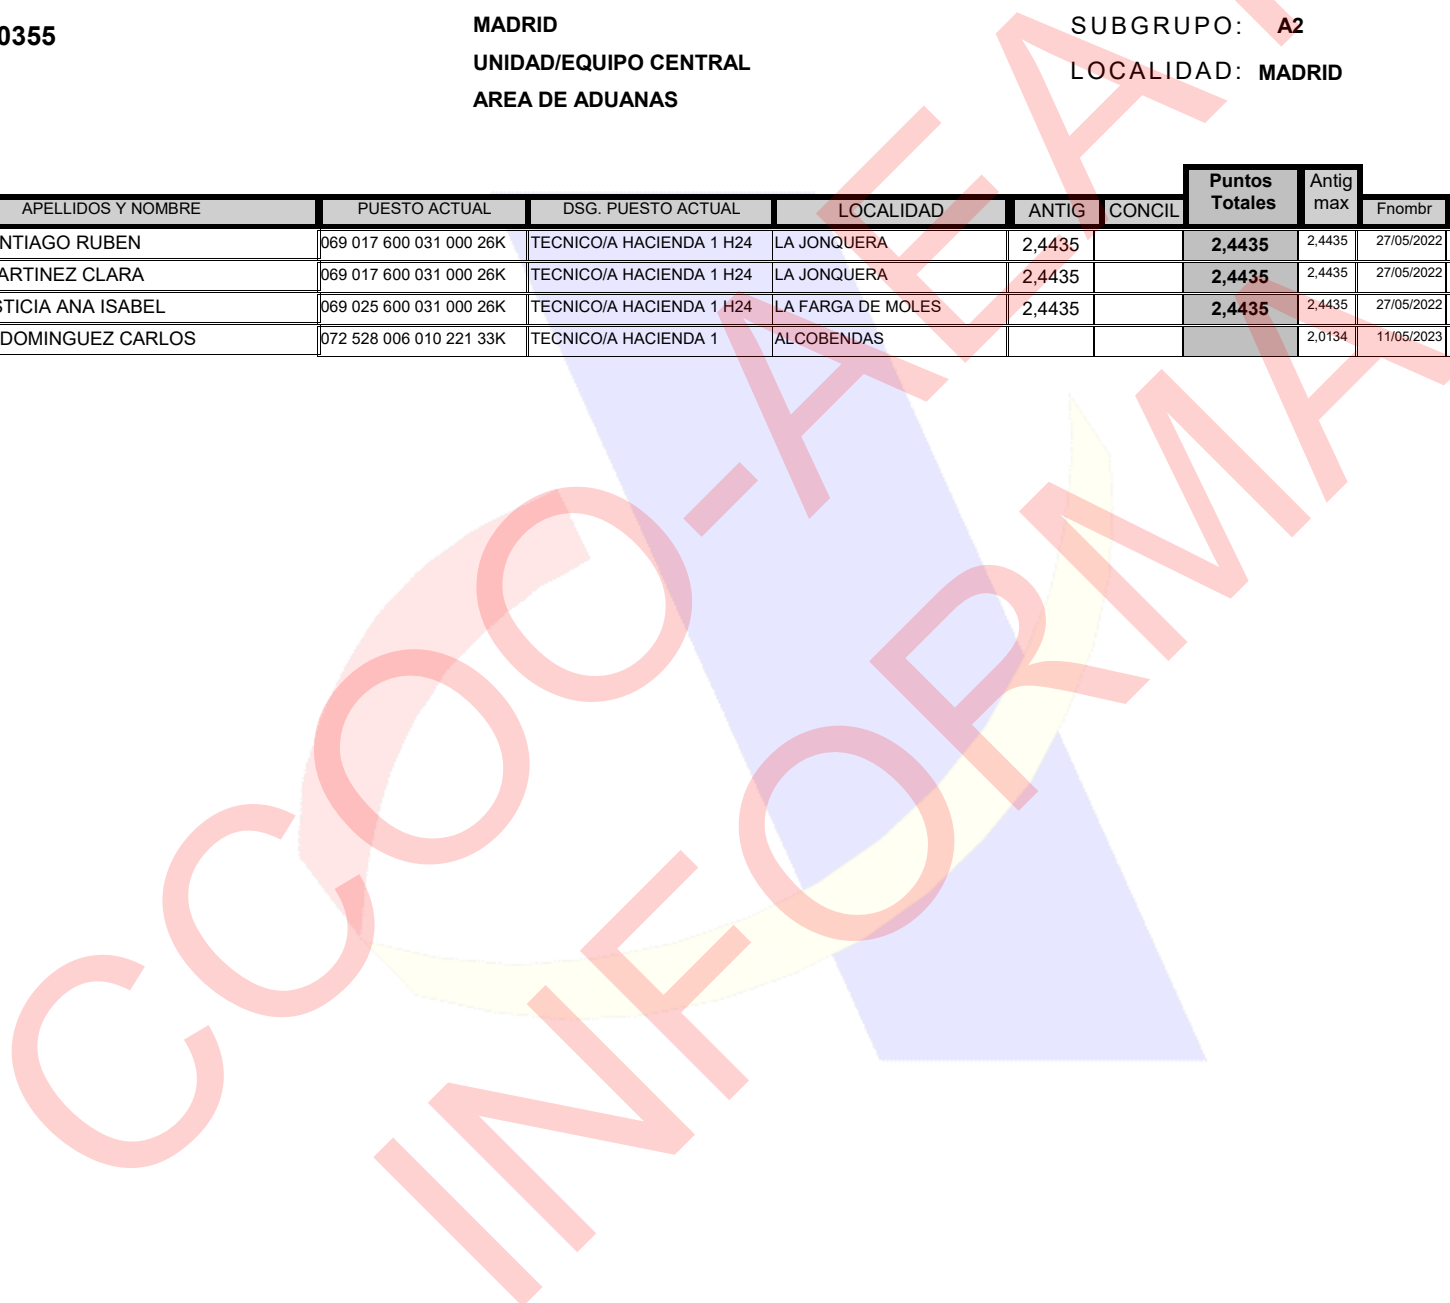 0355
MADRID
UNIDAD/EQUIPO CENTRAL
AREA DE ADUANAS
SUBGRUPO: A2
LOCALIDAD: MADRID
APELLIDOS Y NOMBRE PUESTO ACTUAL DSG. PUESTO ACTUAL LOCALIDAD ANTIG CONCIL Puntos Totales Antig max Fnombr
NTIAGO RUBEN 069 017 600 031 000 26K TECNICO/A HACIENDA 1 H24 LA JONQUERA 2,4435 2,4435 2,4435 27/05/2022
ARTINEZ CLARA 069 017 600 031 000 26K TECNICO/A HACIENDA 1 H24 LA JONQUERA 2,4435 2,4435 2,4435 27/05/2022
STICIA ANA ISABEL 069 025 600 031 000 26K TECNICO/A HACIENDA 1 H24 LA FARGA DE MOLES 2,4435 2,4435 2,4435 27/05/2022
DOMINGUEZ CARLOS 072 528 006 010 221 33K TECNICO/A HACIENDA 1 ALCOBENDAS 2,0134 11/05/2023
CCOO-AEA
INFORMA